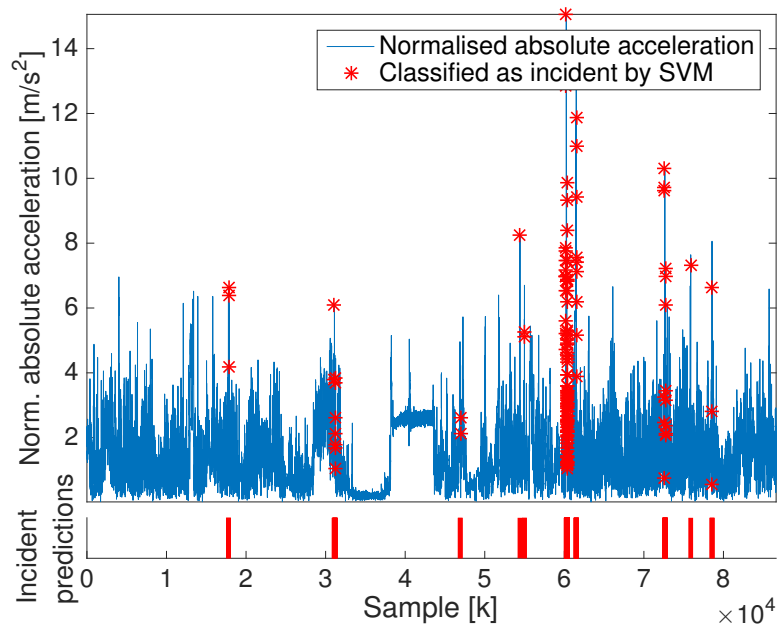 Normalised absolute acceleration
Classified as incident by SVM
Norm. absolute acceleration [m/s²]
14
12
10
8
6
4
2
Incident
predictions
0 1 2 3 4 5 6 7 8
Sample [k]
×10⁴